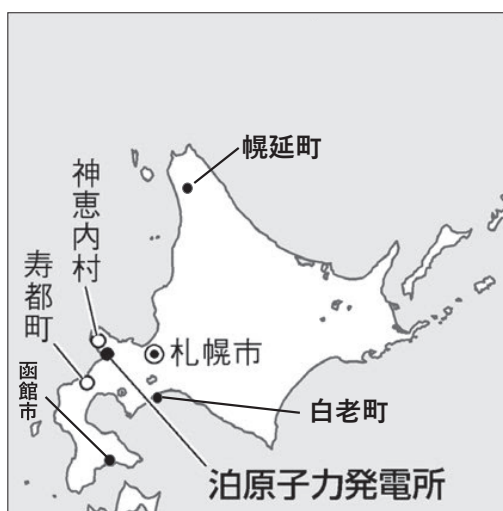 幌延町
神恵内村
寿都町
函館市
札幌市
白老町
泊原子力発電所